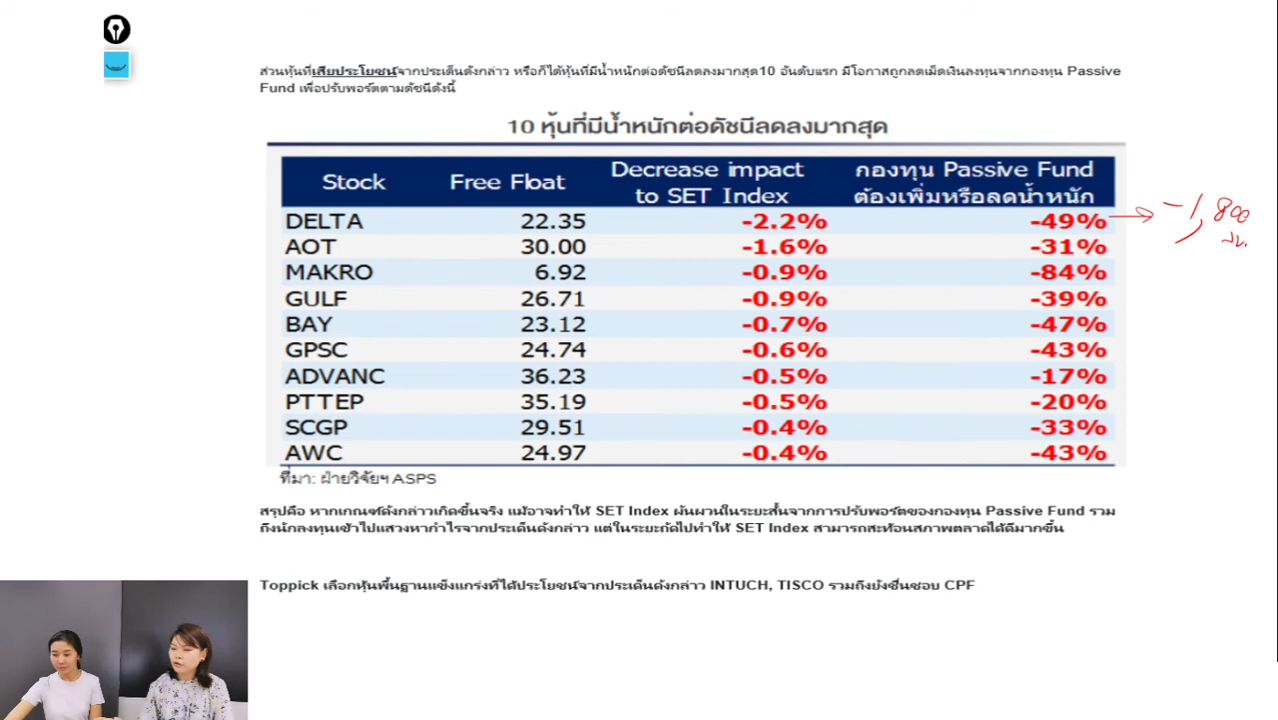 ส่วนหุ้นที่เสียประโยชน์จากประเด็นดังกล่าว หรือก็ได้หุ้นที่มีน้ำหนักต่อดัชนีลดลงมากสุด10 อันดับแรก มีโอกาสถูกลดเม็ดเงินลงทุนจากกองทุน Passive
Fund เพื่อปรับพอร์ตตามดัชนีดังนี้
10 หุ้นที่มีน้ำหนักต่อดัชนีลดลงมากสุด
Stock Free Float Decrease impact to SET Index กองทุน Passive Fund ต้องเพิ่มหรือลดน้ำหนัก
DELTA 22.35 -2.2% -49% -1,800
AOT 30.00 -1.6% -31%
MAKRO 6.92 -0.9% -84%
GULF 26.71 -0.9% -39%
BAY 23.12 -0.7% -47%
GPSC 24.74 -0.6% -43%
ADVANC 36.23 -0.5% -17%
PTTEP 35.19 -0.5% -20%
SCGP 29.51 -0.4% -33%
AWC 24.97 -0.4% -43%
ที่มา: ฝ่ายวิจัยฯ ASPS
สรุปคือ หากเกณฑ์ดังกล่าวเกิดขึ้นจริง แม้อาจทำให้ SET Index ผันผวนในระยะสั้นจากการปรับพอร์ตของกองทุน Passive Fund รวม
ถึงนักลงทุนเข้าไปแสวงหากำไรจากประเด็นดังกล่าว แต่ในระยะถัดไปทำให้ SET Index สามารถสะท้อนสภาพตลาดได้ดีมากขึ้น
Toppick เลือกหุ้นพื้นฐานแข็งแกร่งที่ได้ประโยชน์จากประเด็นดังกล่าว INTUCH, TISCO รวมถึงยังชื่นชอบ CPF